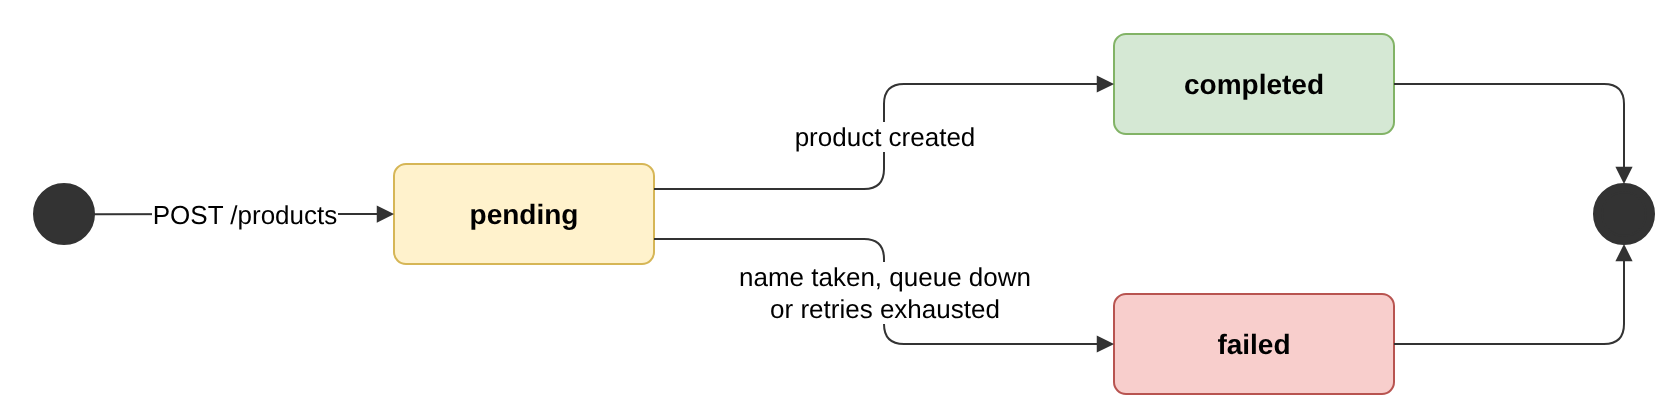 POST /products
pending
product created
completed
name taken, queue down
or retries exhausted
failed